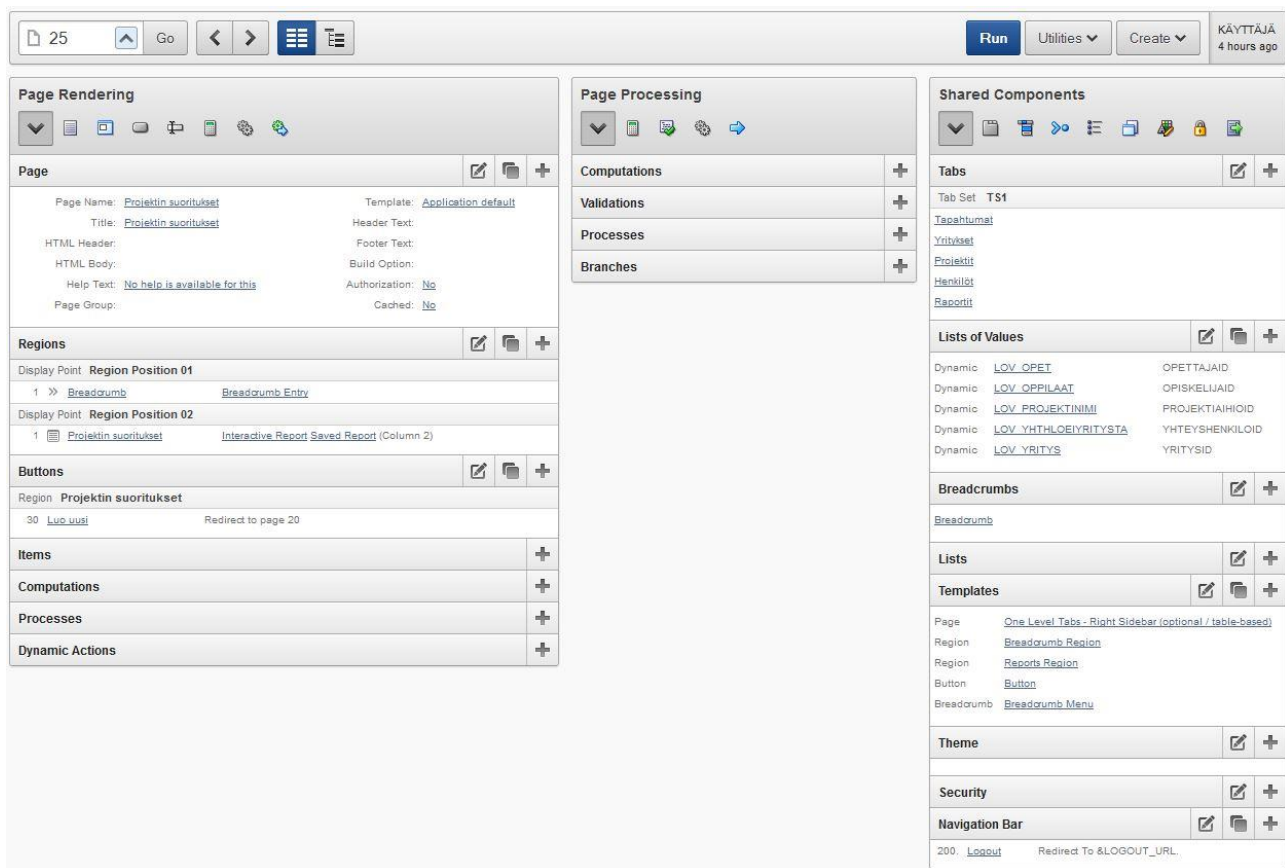 25 Go Run Utilities Create KÄYTTÄJÄ
4 hours ago
Page Rendering
Page
Page Name: Projektin suoritukset Template: Application default
Title: Projektin suoritukset Header Text:
HTML Header: Footer Text:
HTML Body: Build Option:
Help Text: No help is available for this Authorization: No
Page Group: Cached: No
Regions
Display Point Region Position 01
1 Breadcrumb Breadcrumb Entry
Display Point Region Position 02
1 Projektin suoritukset Interactive Report Saved Report (Column 2)
Buttons
Region Projektin suoritukset
30 Luo uusi Redirect to page 20
Items
Computations
Processes
Dynamic Actions
Page Processing
Computations
Validations
Processes
Branches
Shared Components
Tabs
Tab Set TS1
Tapahtumat
Yritykset
Projektit
Henkilöt
Raportit
Lists of Values
Dynamic LOV_OPET OPETTAJAID
Dynamic LOV_OPPILAAT OPISKELIJAID
Dynamic LOV_PROJEKTINIMI PROJEKTIAIHIOID
Dynamic LOV_YHTHLOEIYRITYSTA YHTEYSHENKILOID
Dynamic LOV_YRITYS YRITYSID
Breadcrumbs
Breadcrumb
Lists
Templates
Page One Level Tabs - Right Sidebar (optional / table-based)
Region Breadcrumb Region
Region Reports Region
Button Button
Breadcrumb Breadcrumb Menu
Theme
Security
Navigation Bar
200. Logout Redirect To &LOGOUT_URL.